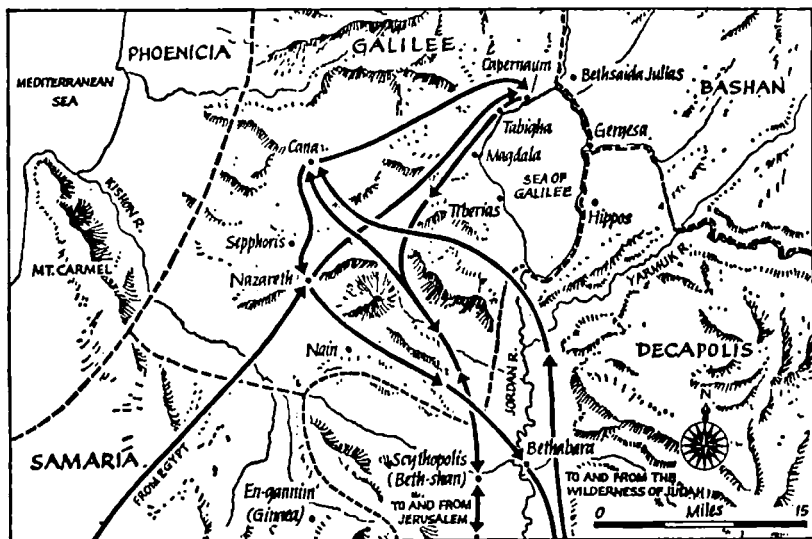 PHOENICIA
GALILEE
Capernaum
Bethsaida Julias
MEDITERRANEAN
SEA
BASHAN
Tabigha
Gergesa
Cana
Magdala
SEA OF
GALILEE
KISHON R.
Tiberias
Hippos
Sepphoris
MT. CARMEL
YARMUK R.
Nazareth
Nain
JORDAN R.
DECAPOLIS
N
SAMARIA
FROM EGYPT
Scythopolis
(Beth-shan)
Bethabara
En-gannim
(Ginnea)
TO AND FROM
JERUSALEM
TO AND FROM THE
WILDERNESS OF JUDAH
0 Miles 15